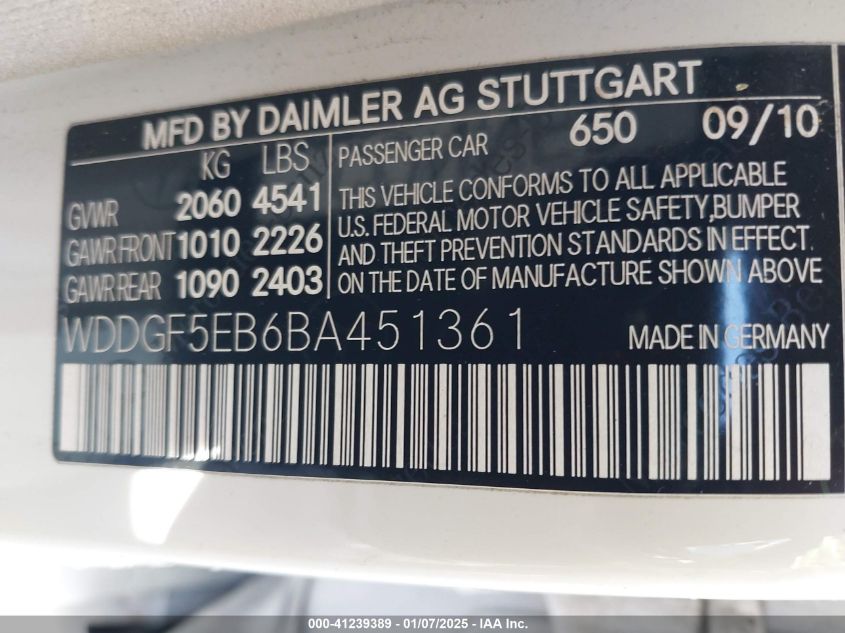 MFD BY DAIMLER AG STUTTGART
KG LBS PASSENGER CAR 650 09/10
GVWR 2060 4541
GAWR FRONT 1010 2226
GAWR REAR 1090 2403
THIS VEHICLE CONFORMS TO ALL APPLICABLE
U.S. FEDERAL MOTOR VEHICLE SAFETY,BUMPER
AND THEFT PREVENTION STANDARDS IN EFFECT
ON THE DATE OF MANUFACTURE SHOWN ABOVE
WDDGF5EB6BA451361 MADE IN GERMANY
000-41239389 - 01/07/2025 - IAA Inc.